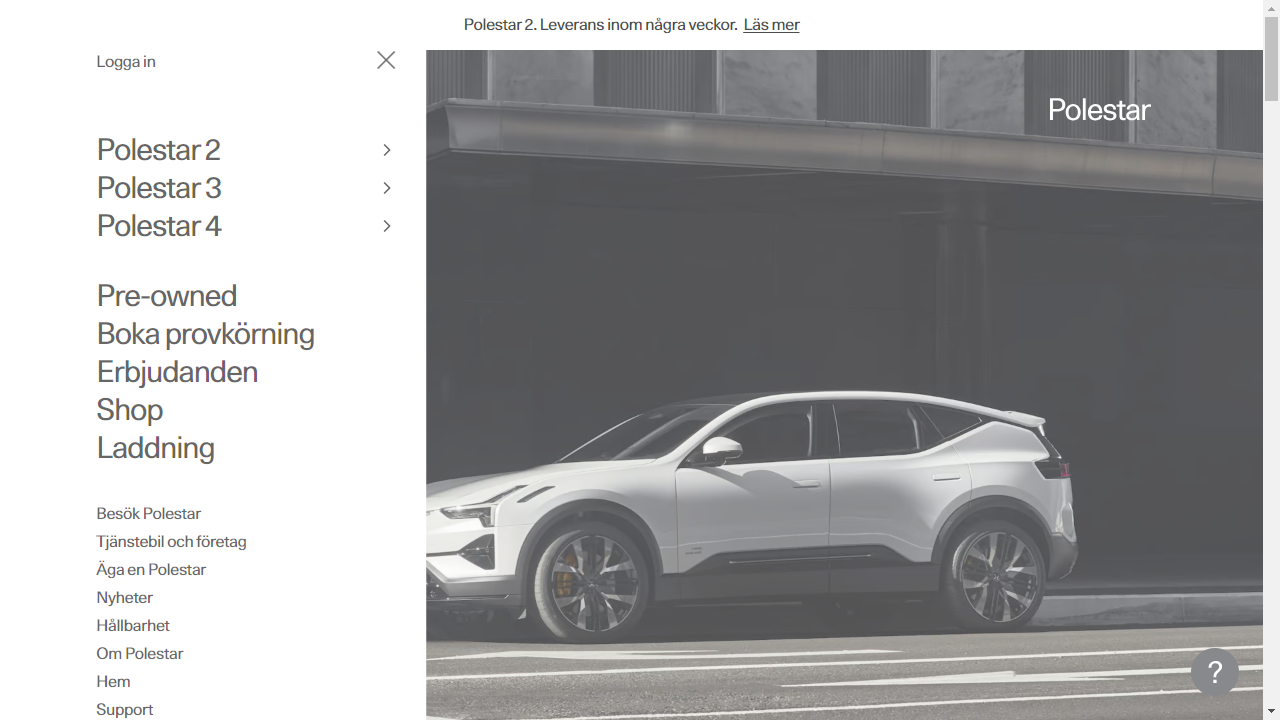 Polestar 2. Leverans inom några veckor. Läs mer
Logga in
Polestar
Polestar 2
Polestar 3
Polestar 4
Pre-owned
Boka provkörning
Erbjudanden
Shop
Laddning
Besök Polestar
Tjänstebil och företag
Äga en Polestar
Nyheter
Hållbarhet
Om Polestar
Hem
Support
?